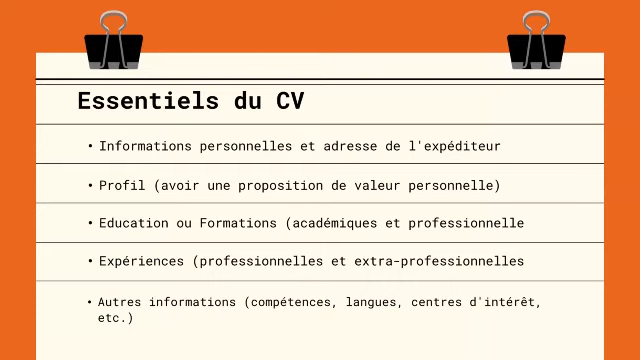 Essentiels du CV
• Informations personnelles et adresse de l'expéditeur
• Profil (avoir une proposition de valeur personnelle)
• Education ou Formations (académiques et professionnelle
• Expériences (professionnelles et extra-professionnelles
• Autres informations (compétences, langues, centres d'intérêt,
etc.)